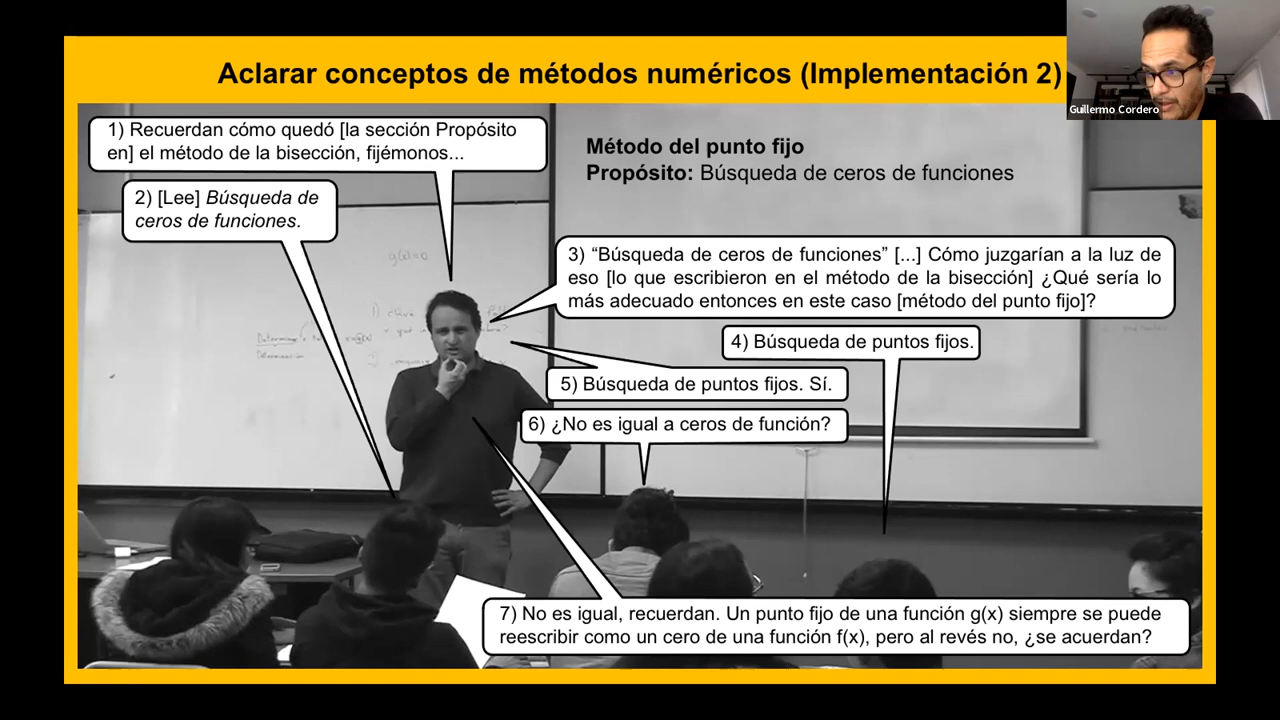 Aclarar conceptos de métodos numéricos (Implementación 2)
Guillermo Cordero
1) Recuerdan cómo quedó [la sección Propósito
en] el método de la bisección, fijémonos...
Método del punto fijo
Propósito: Búsqueda de ceros de funciones
2) [Lee] Búsqueda de
ceros de funciones.
g(x)=0
3) “Búsqueda de ceros de funciones” [...] Cómo juzgarían a la luz de
eso [lo que escribieron en el método de la bisección] ¿Qué sería lo
más adecuado entonces en este caso [método del punto fijo]?
4) Búsqueda de puntos fijos.
5) Búsqueda de puntos fijos. Sí.
6) ¿No es igual a ceros de función?
7) No es igual, recuerdan. Un punto fijo de una función g(x) siempre se puede
reescribir como un cero de una función f(x), pero al revés no, ¿se acuerdan?